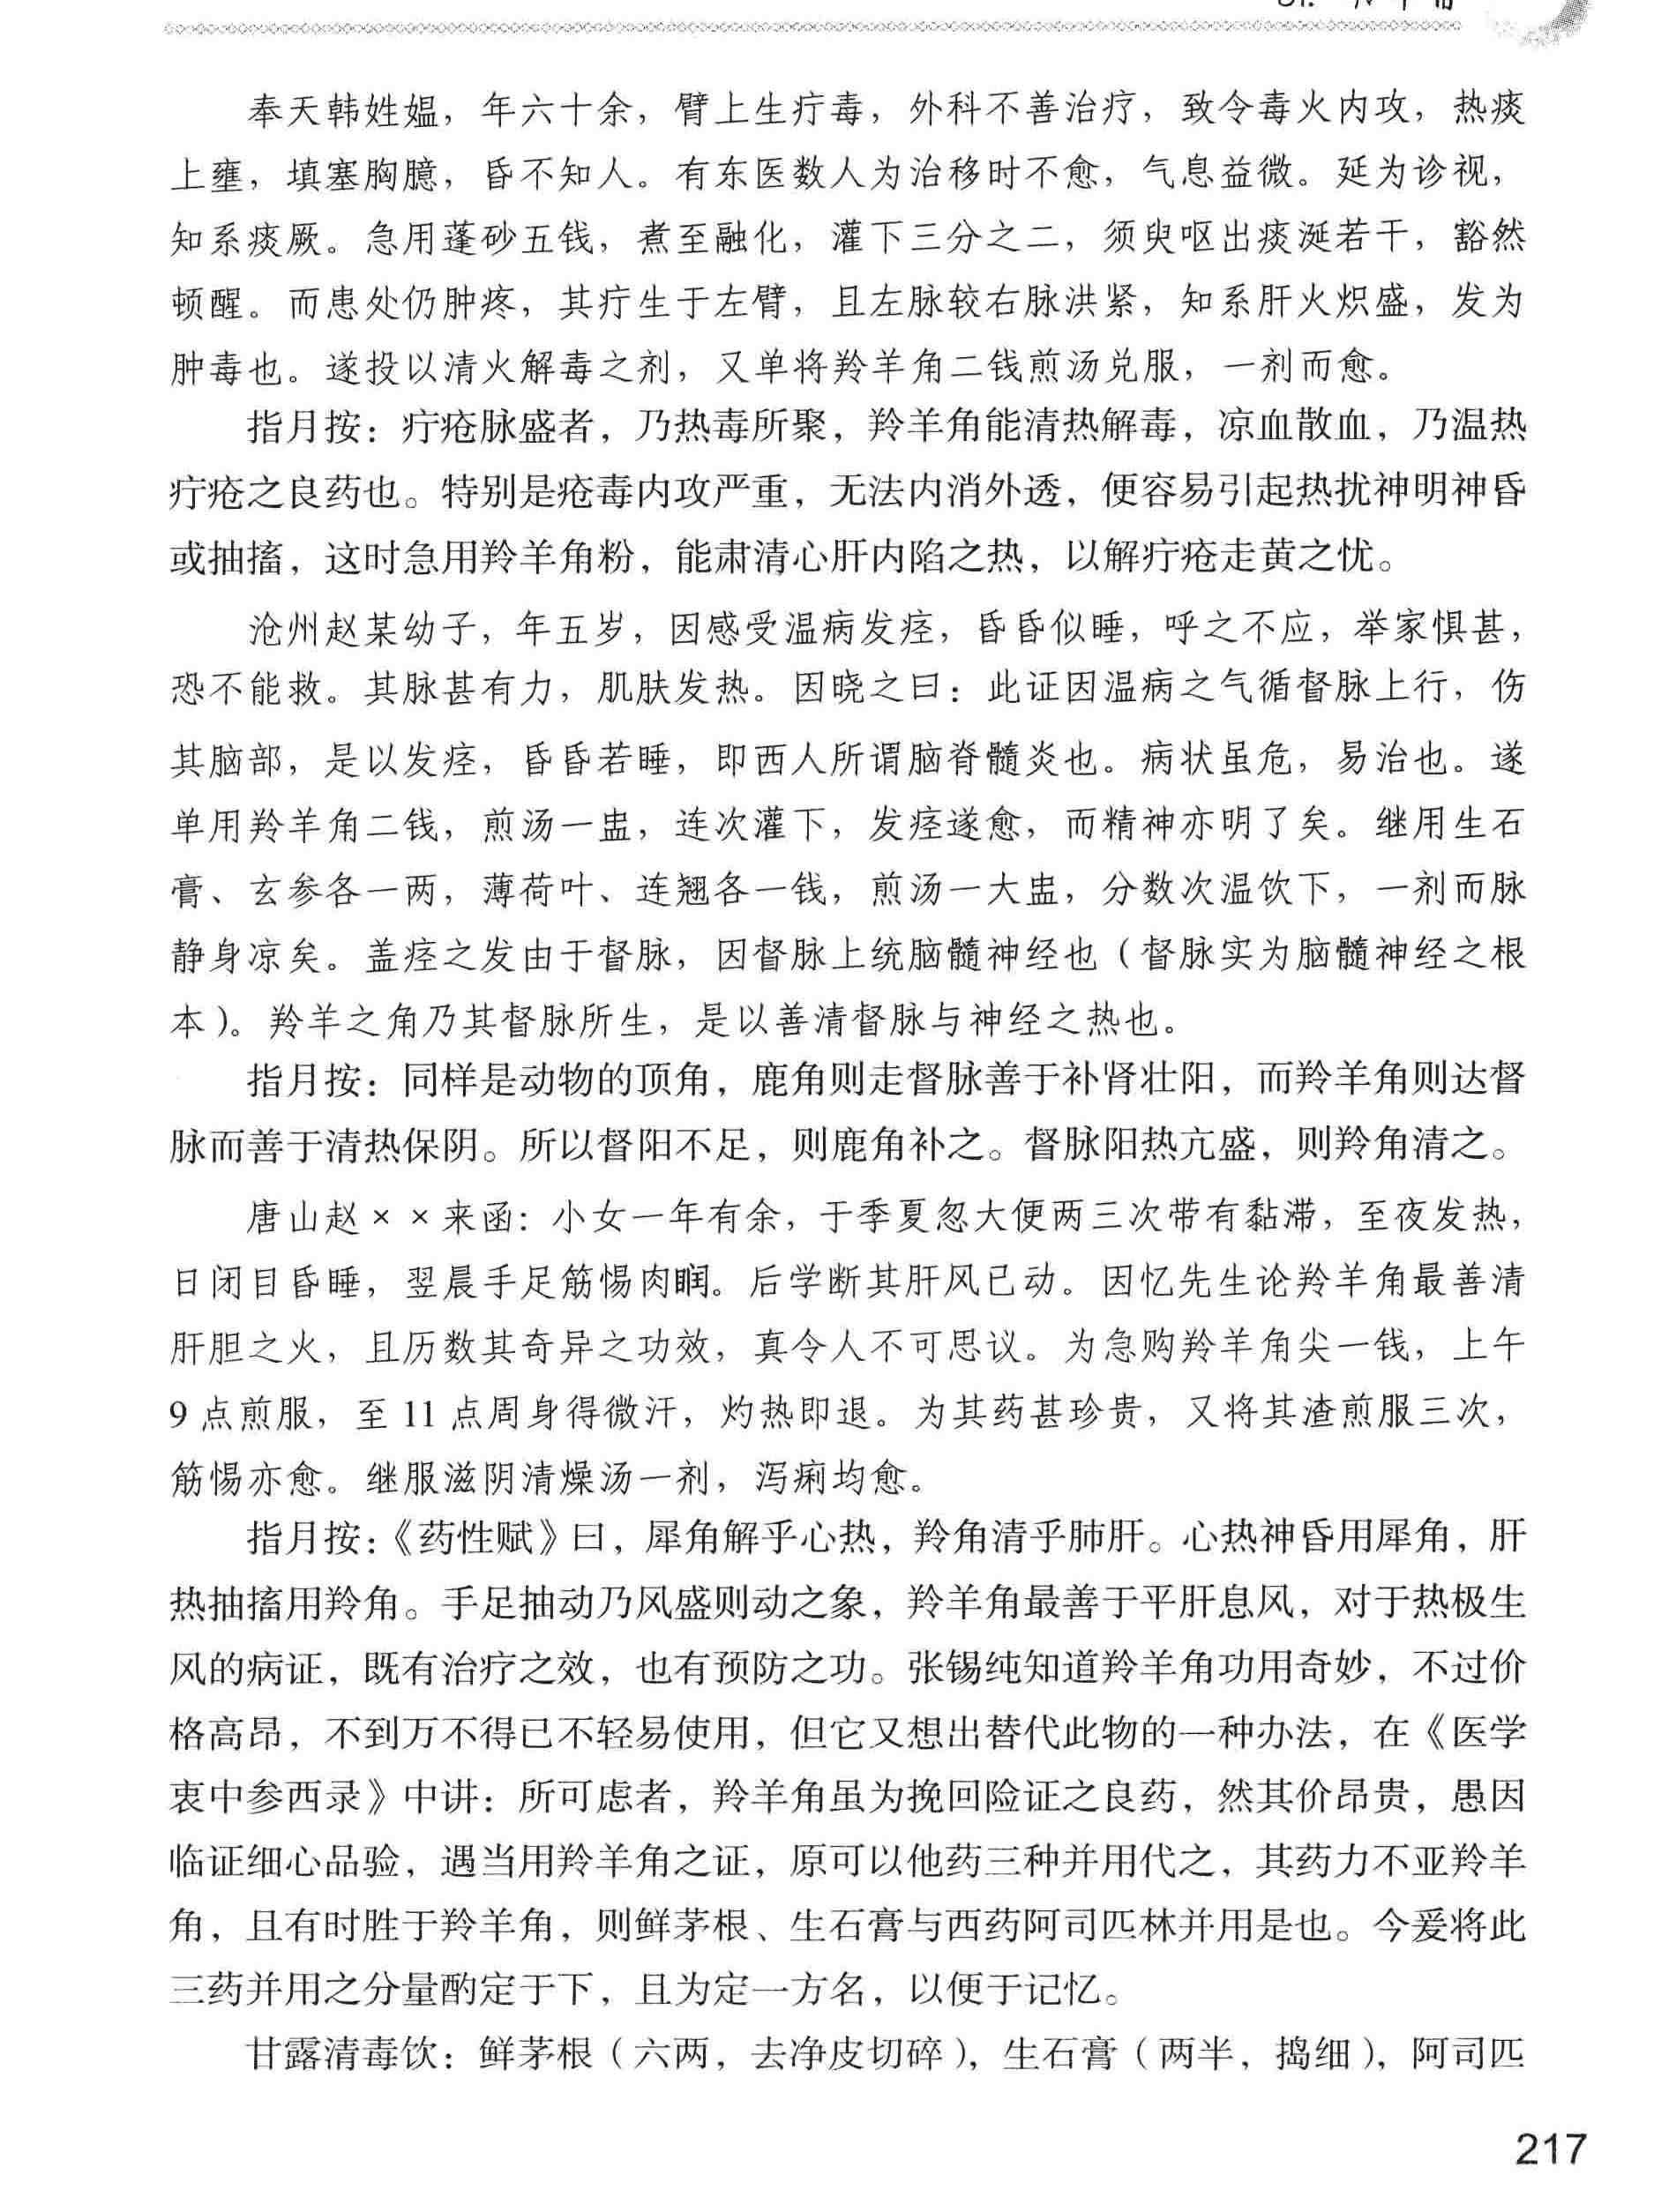 奉天韩姓媪，年六十余，臂上生疔毒，外科不善治疗，致令毒火内攻，热痰
上壅，填塞胸臆，昏不知人。有东医数人为治移时不愈，气息益微。延为诊视，
知系痰厥。急用蓬砂五钱，煮至融化，灌下三分之二，须臾呕出痰涎若干，豁然
顿醒。而患处仍肿疼，其疔生于左臂，且左脉较右脉洪紧，知系肝火炽盛，发为
肿毒也。遂投以清火解毒之剂，又单将羚羊角二钱煎汤兑服，一剂而愈。
指月按：疔疮脉盛者，乃热毒所聚，羚羊角能清热解毒，凉血散血，乃温热
疔疮之良药也。特别是疮毒内攻严重，无法内消外透，便容易引起热扰神明神昏
或抽搐，这时急用羚羊角粉，能肃清心肝内陷之热，以解疔疮走黄之忧。
沧州赵某幼子，年五岁，因感受温病发痉，昏昏似睡，呼之不应，举家惧甚，
恐不能救。其脉甚有力，肌肤发热。因晓之曰：此证因温病之气循督脉上行，伤
其脑部，是以发痉，昏昏若睡，即西人所谓脑脊髓炎也。病状虽危，易治也。遂
单用羚羊角二钱，煎汤一盅，连次灌下，发痉遂愈，而精神亦明了矣。继用生石
膏、玄参各一两，薄荷叶、连翘各一钱，煎汤一大盅，分数次温饮下，一剂而脉
静身凉矣。盖痉之发由于督脉，因督脉上统脑髓神经也（督脉实为脑髓神经之根
本）。羚羊之角乃其督脉所生，是以善清督脉与神经之热也。
指月按：同样是动物的顶角，鹿角则走督脉善于补肾壮阳，而羚羊角则达督
脉而善于清热保阴。所以督阳不足，则鹿角补之。督脉阳热亢盛，则羚角清之。
唐山赵××来函：小女一年有余，于季夏忽大便两三次带有黏滞，至夜发热，
日闭目昏睡，翌晨手足筋惕肉瞤。后学断其肝风已动。因忆先生论羚羊角最善清
肝胆之火，且历数其奇异之功效，真令人不可思议。为急购羚羊角尖一钱，上午
9点煎服，至11点周身得微汗，灼热即退。为其药甚珍贵，又将其渣煎服三次，
筋惕亦愈。继服滋阴清燥汤一剂，泻痢均愈。
指月按：《药性赋》曰，犀角解乎心热，羚角清乎肺肝。心热神昏用犀角，肝
热抽搐用羚角。手足抽动乃风盛则动之象，羚羊角最善于平肝息风，对于热极生
风的病证，既有治疗之效，也有预防之功。张锡纯知道羚羊角功用奇妙，不过价
格高昂，不到万不得已不轻易使用，但它又想出替代此物的一种办法，在《医学
衷中参西录》中讲：所可虑者，羚羊角虽为挽回险证之良药，然其价昂贵，愚因
临证细心品验，遇当用羚羊角之证，原可以他药三种并用代之，其药力不亚羚羊
角，且有时胜于羚羊角，则鲜茅根、生石膏与西药阿司匹林并用是也。今爰将此
三药并用之分量酌定于下，且为定一方名，以便于记忆。
甘露清毒饮：鲜茅根（六两，去净皮切碎），生石膏（两半，捣细），阿司匹
217